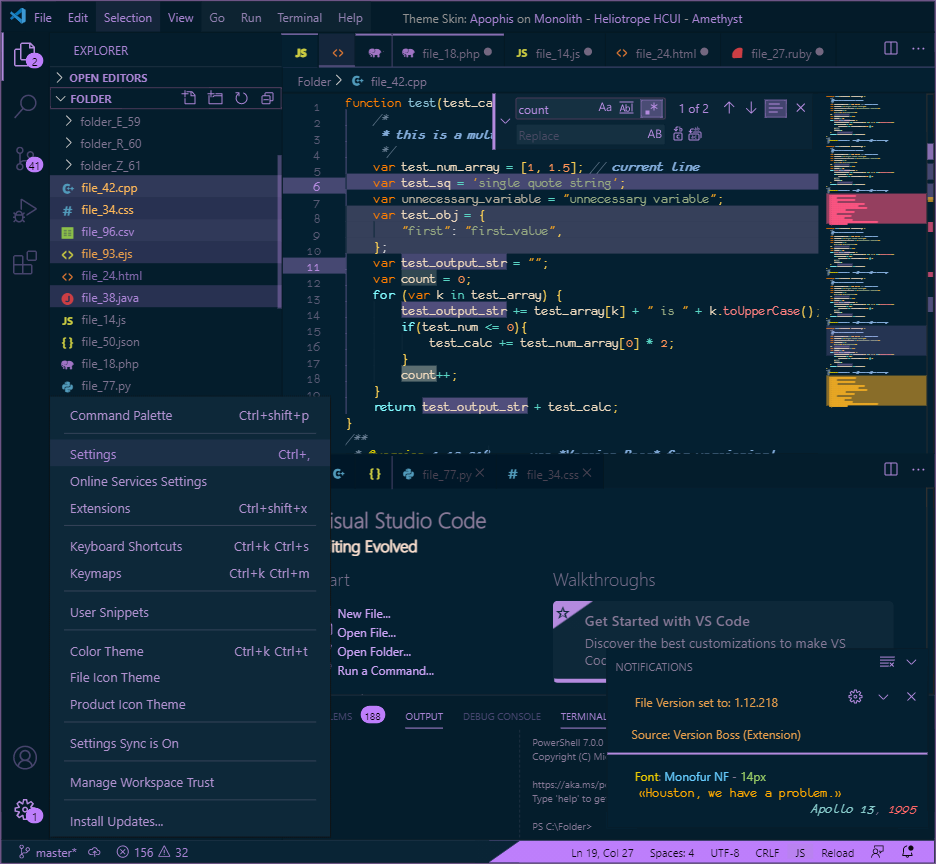 File Edit Selection View Go Run Terminal Help Theme Skin: Apophis on Monolith - Heliotrope HCUI - Amethyst
2
41
1
EXPLORER
OPEN EDITORS
FOLDER
folder_E_59
folder_R_60
folder_Z_61
file_42.cpp
file_34.css
file_96.csv
file_93.ejs
file_24.html
file_38.java
file_14.js
file_50.json
file_18.php
file_77.py
JS <> file_18.php JS file_14.js <> file_24.html file_27.ruby
Folder > file_42.cpp
count Aa Abl .* 1 of 2
Replace AB
1 function test(test_ca
2 /*
3 * this is a mul
4 */
5 var test_num_array = [1, 1.5]; // current line
6 var test_sq = 'single quote string';
7 var unnecessary_variable = "unnecessary variable";
8 var test_obj = {
9 "first": "first_value",
10 };
11 var test_output_str = "";
12 var count = 0;
13 for (var k in test_array) {
14 test_output_str += test_array[k] + " is " + k.toUpperCase();
15 if(test_num <= 0){
16 test_calc += test_num_array[0] * 2;
17 }
18 count++;
}
return test_output_str + test_calc;
}
/**
Command Palette Ctrl+shift+p
Settings Ctrl+,
Online Services Settings
Extensions Ctrl+shift+x
Keyboard Shortcuts Ctrl+k Ctrl+s
Keymaps Ctrl+k Ctrl+m
User Snippets
Color Theme Ctrl+k Ctrl+t
File Icon Theme
Product Icon Theme
Settings Sync is On
Manage Workspace Trust
Install Updates...
{} file_77.py # file_34.css
isual Studio Code
iting Evolved
art
New File...
Open File...
Open Folder...
Run a Command...
Walkthroughs
Get Started with VS Code
Discover the best customizations to make VS
Coc
NOTIFICATIONS
File Version set to: 1.12.218
Source: Version Boss (Extension)
Font: Monofur NF - 14px
«Houston, we have a problem.»
Apollo 13, 1995
LEMS 188 OUTPUT DEBUG CONSOLE TERMINAL
PowerShell 7.0.0
Copyright (C) Mic
https://aka.ms/po
Type 'help' to get
PS C:\Folder>
master* 156 32 Ln 19, Col 27 Spaces: 4 UTF-8 CRLF JS Reload